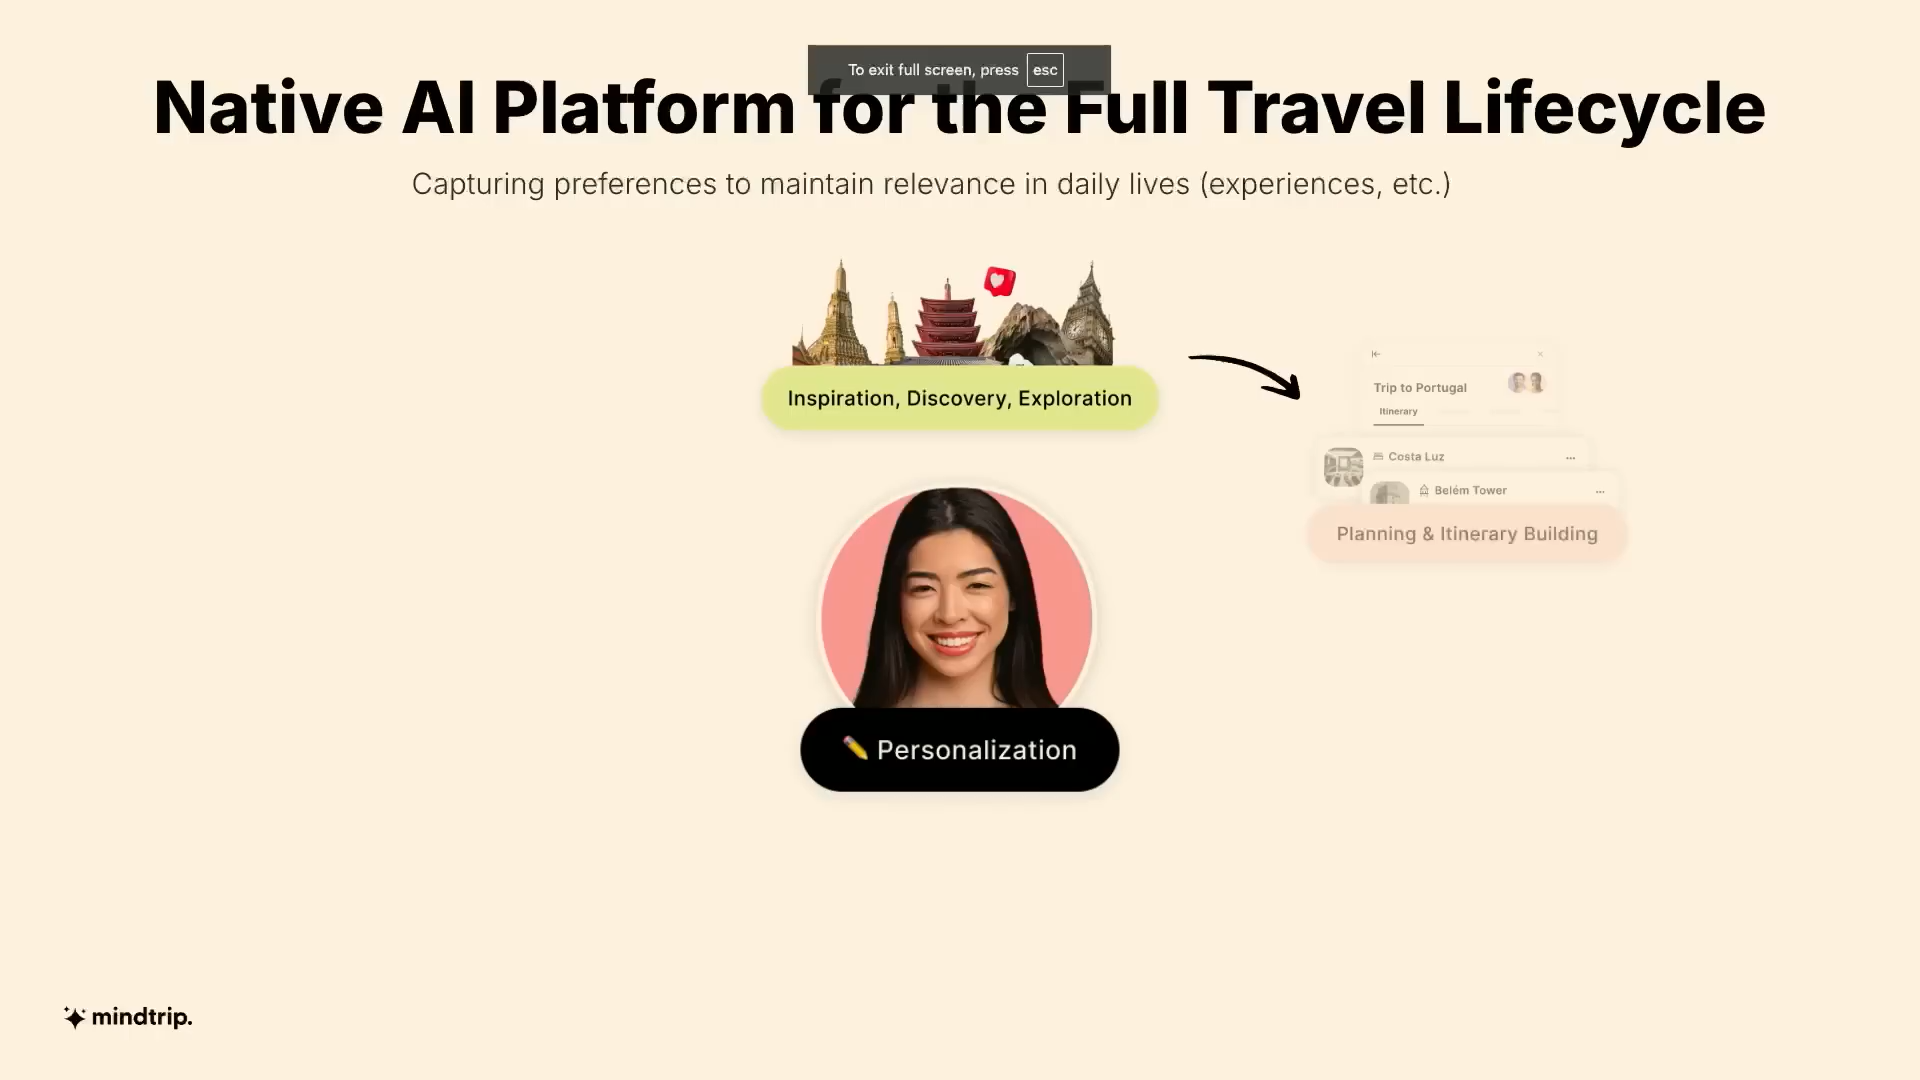 To exit full screen, press esc
Native AI Platform for the Full Travel Lifecycle
Capturing preferences to maintain relevance in daily lives (experiences, etc.)
Inspiration, Discovery, Exploration
Trip to Portugal
Itinerary
Costa Luz
Belém Tower
Planning & Itinerary Building
Personalization
mindtrip.